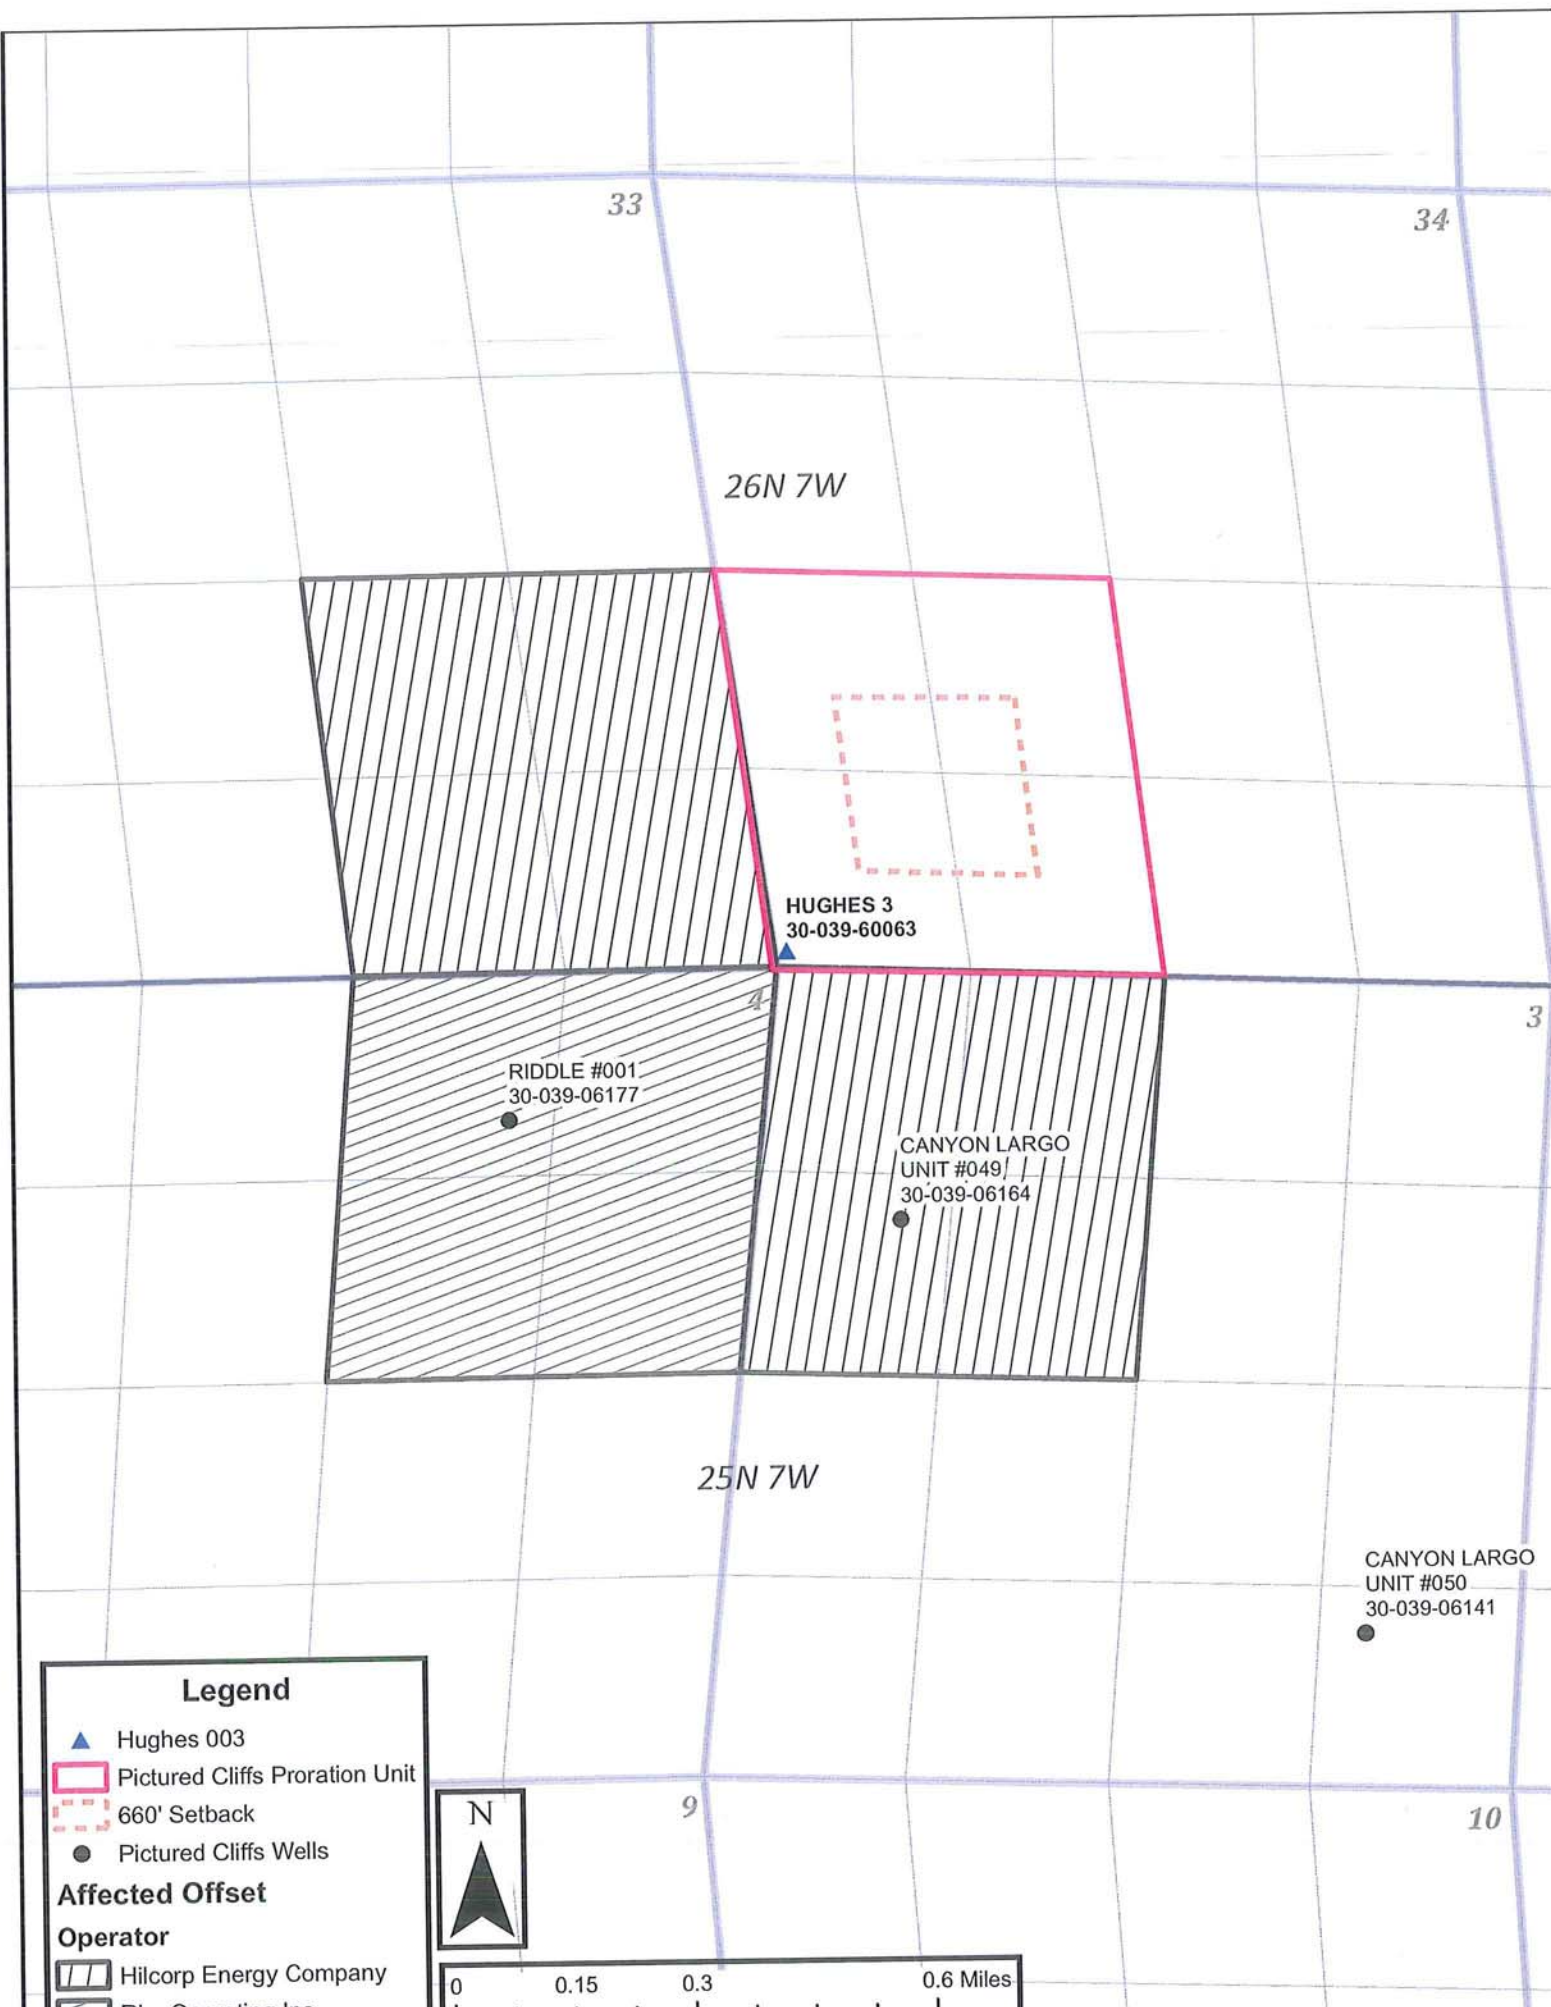 33
34
26N 7W
HUGHES 3
30-039-60063
4
3
RIDDLE #001
30-039-06177
CANYON LARGO
UNIT #049
30-039-06164
25N 7W
CANYON LARGO
UNIT #050
30-039-06141
Legend
Hughes 003
Pictured Cliffs Proration Unit
660' Setback
Pictured Cliffs Wells
Affected Offset
Operator
Hilcorp Energy Company
N
9
10
0 0.15 0.3 0.6 Miles